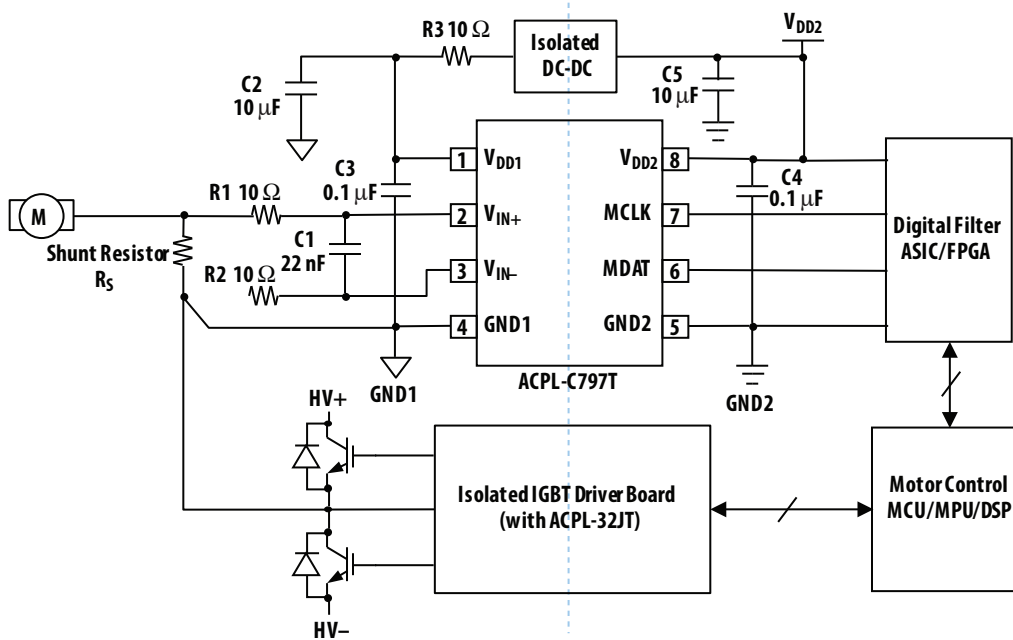 R3 10 Ω
Isolated
DC-DC
VDD2
C2
10 μF
C5
10 μF
C3
0.1 μF
1 VDD1
VDD2 8
C4
0.1 μF
R1 10 Ω
M
2 VIN+
MCLK 7
Digital Filter
ASIC/FPGA
Shunt Resistor
RS
C1
22 nF
R2 10 Ω
3 VIN–
MDAT 6
4 GND1
GND2 5
ACPL-C797T
GND1
GND2
HV+
Isolated IGBT Driver Board
(with ACPL-32JT)
Motor Control
MCU/MPU/DSP
HV–